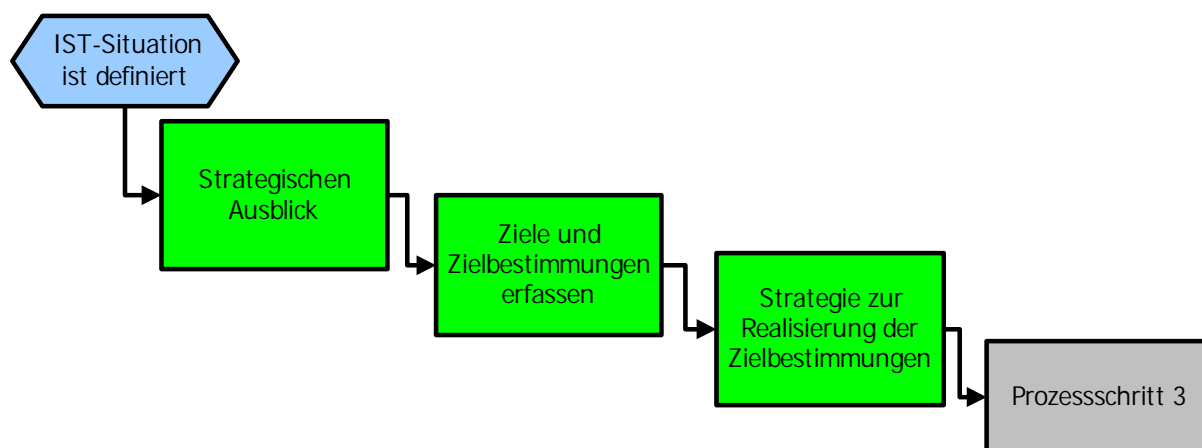 IST-Situation
ist definiert
Strategischen
Ausblick
Ziele und
Zielbestimmungen
erfassen
Strategie zur
Realisierung der
Zielbestimmungen
Prozessschritt 3